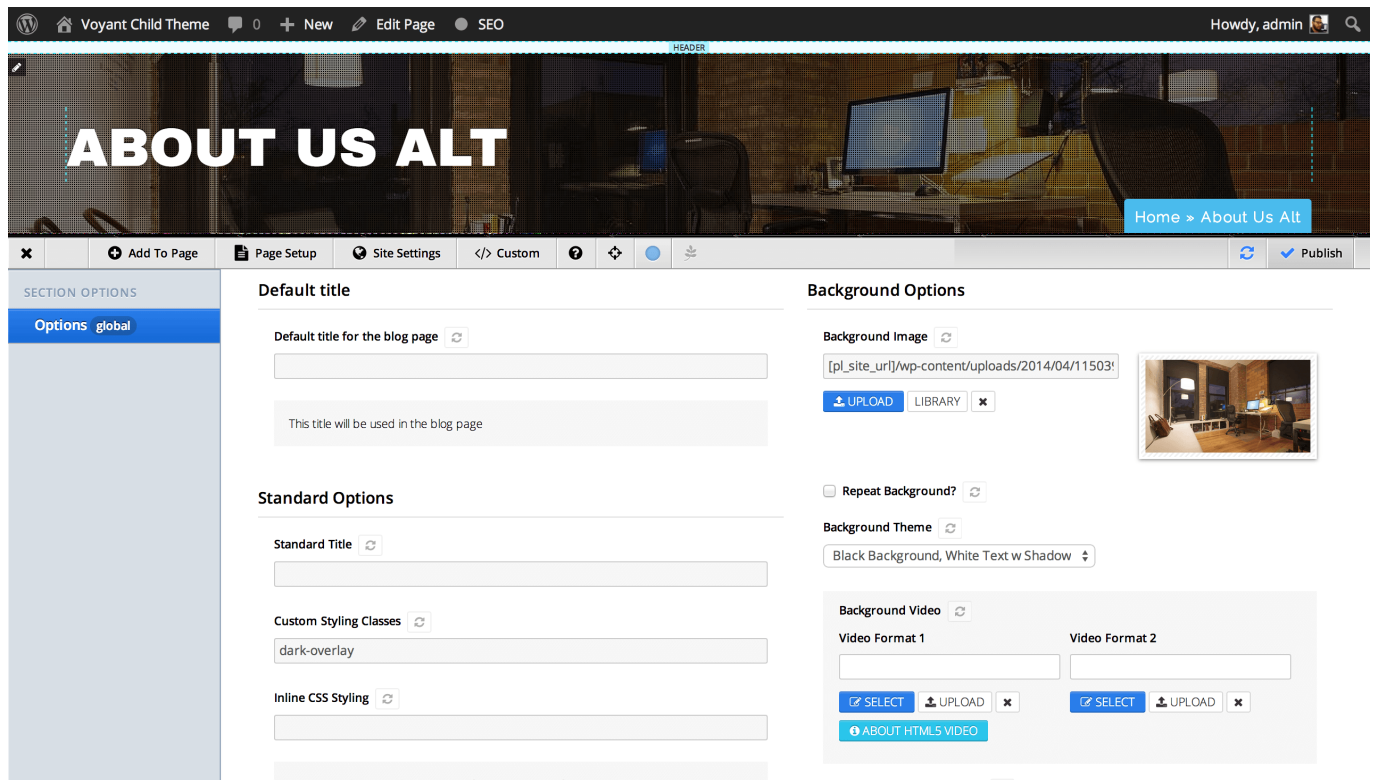 Voyant Child Theme 0 New Edit Page SEO Howdy, admin
HEADER
ABOUT US ALT
Home » About Us Alt
Add To Page Page Setup Site Settings </> Custom Publish
SECTION OPTIONS
Options global
Default title
Default title for the blog page
This title will be used in the blog page
Standard Options
Standard Title
Custom Styling Classes
dark-overlay
Inline CSS Styling
Background Options
Background Image
[pl_site_url]/wp-content/uploads/2014/04/11503
UPLOAD LIBRARY
Repeat Background?
Background Theme
Black Background, White Text w Shadow
Background Video
Video Format 1 Video Format 2
SELECT UPLOAD SELECT UPLOAD
ABOUT HTML5 VIDEO